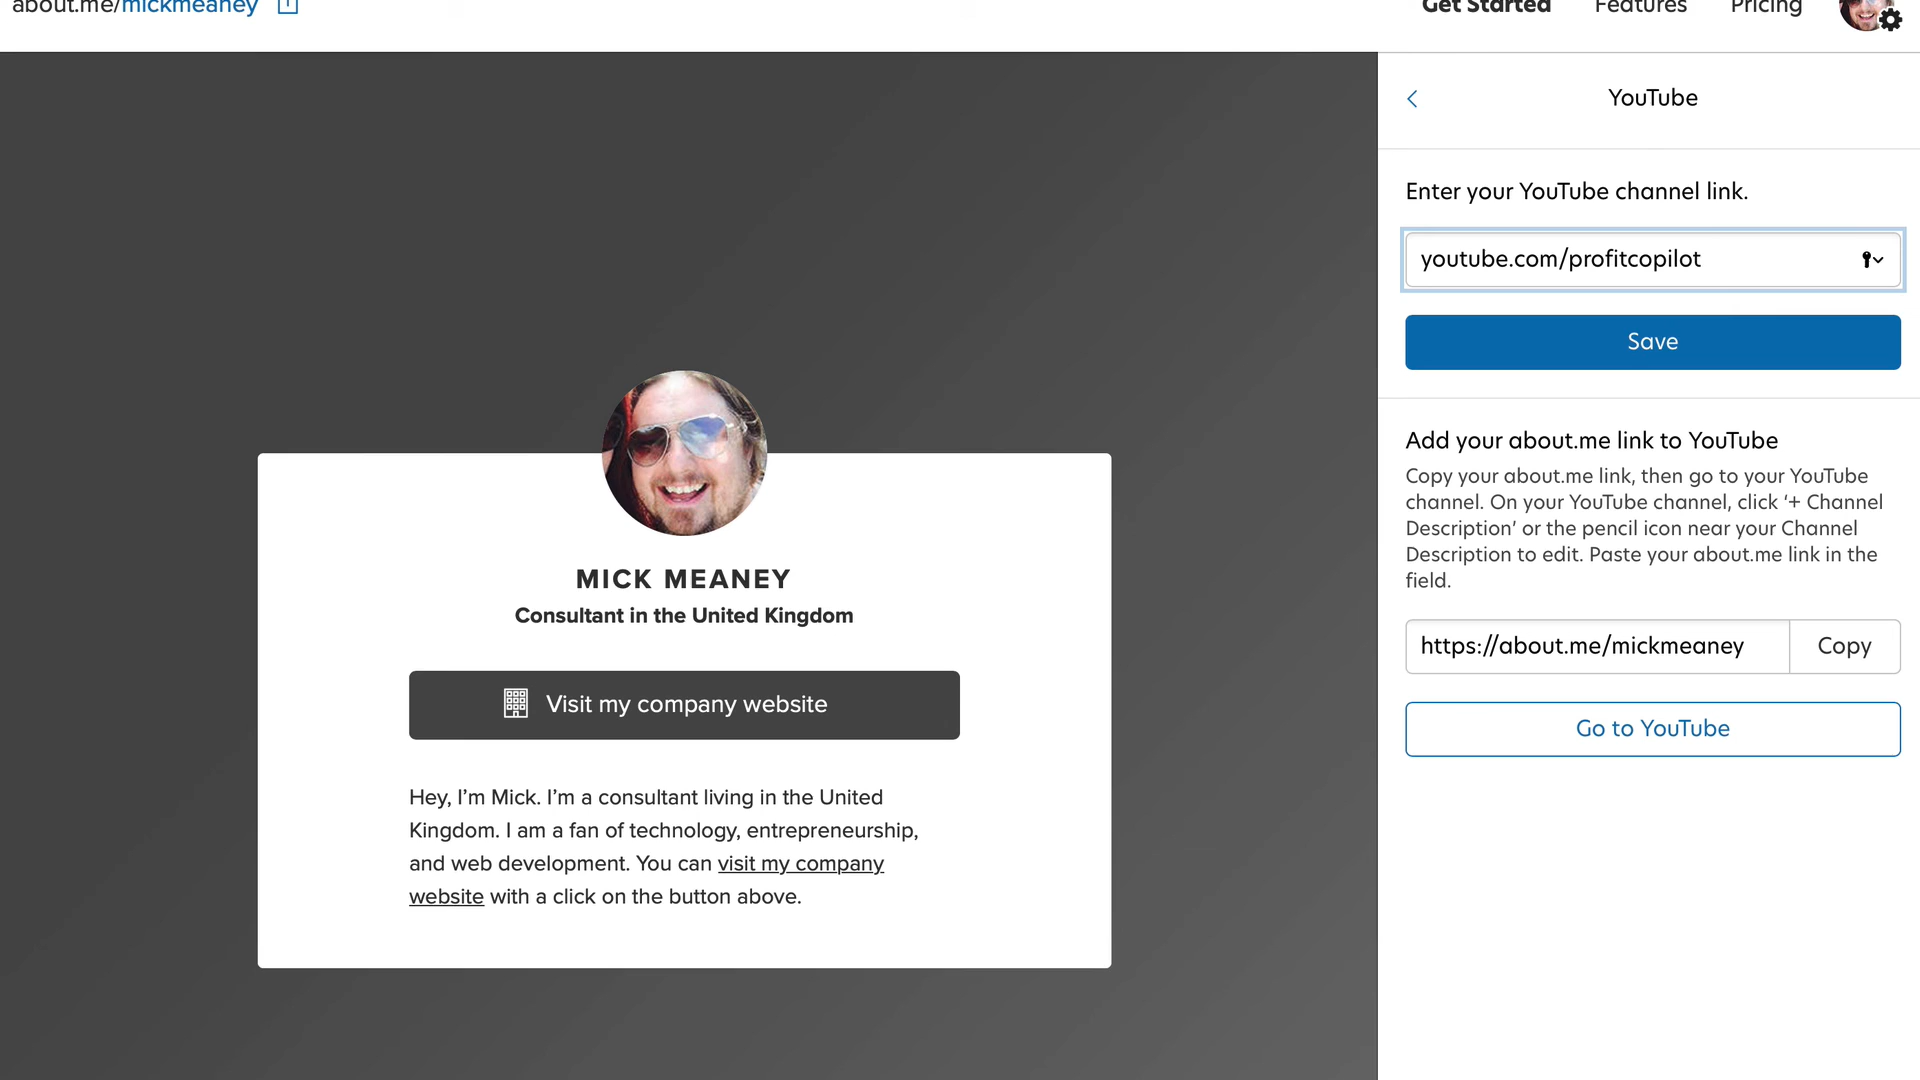 about.me/mickmeaney
Get Started Features Pricing
YouTube
Enter your YouTube channel link.
youtube.com/profitcopilot
Save
Add your about.me link to YouTube
Copy your about.me link, then go to your YouTube
channel. On your YouTube channel, click ‘+ Channel
Description’ or the pencil icon near your Channel
Description to edit. Paste your about.me link in the
field.
https://about.me/mickmeaney Copy
Go to YouTube
MICK MEANEY
Consultant in the United Kingdom
Visit my company website
Hey, I’m Mick. I’m a consultant living in the United
Kingdom. I am a fan of technology, entrepreneurship,
and web development. You can visit my company
website with a click on the button above.